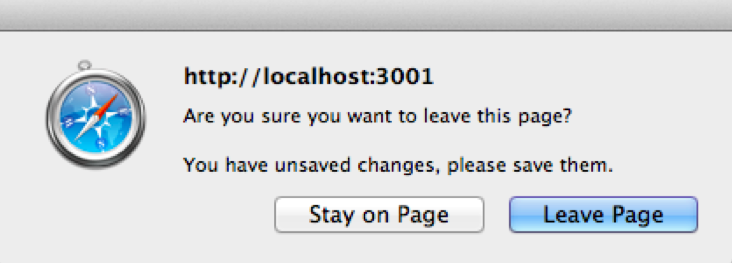 http://localhost:3001
Are you sure you want to leave this page?
You have unsaved changes, please save them.
Stay on Page
Leave Page